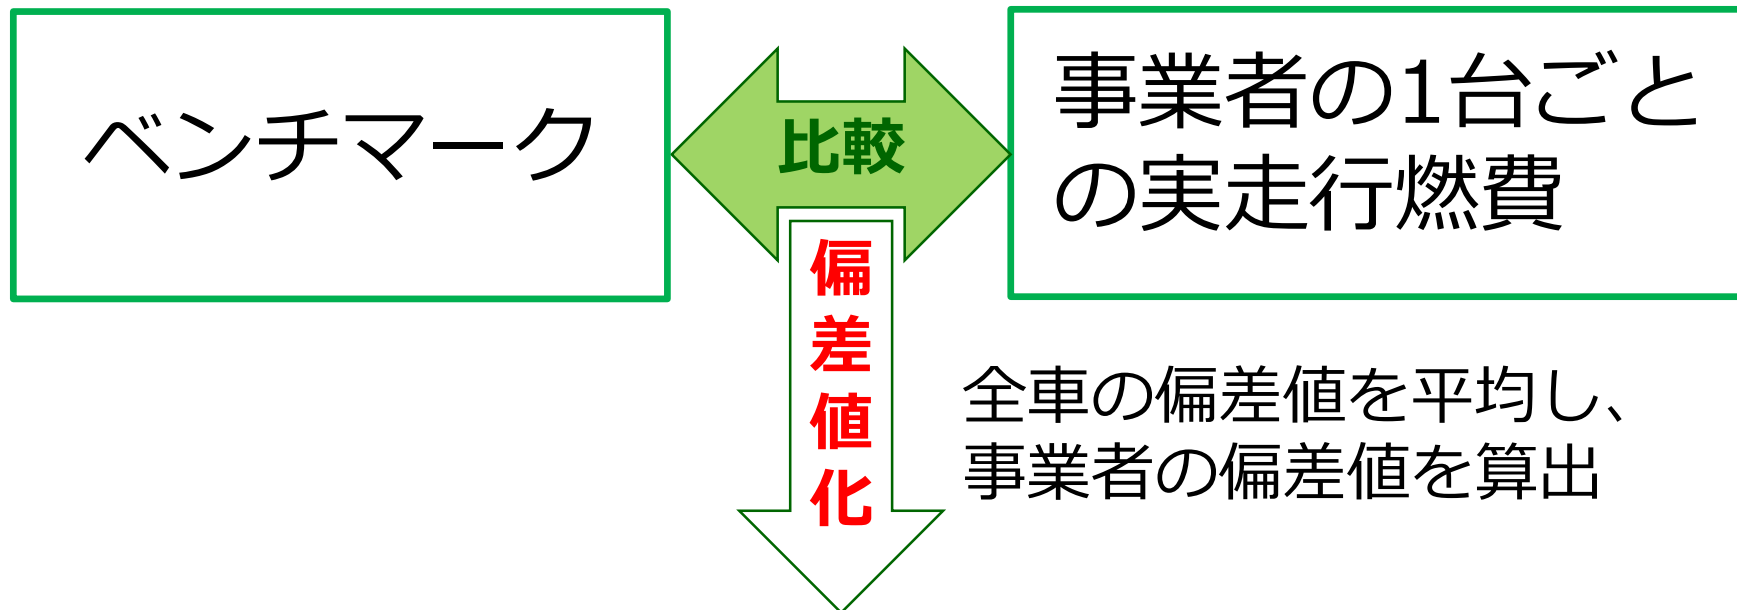 ベンチマーク
比較
事業者の1台ごと
の実走行燃費
偏差値化
全車の偏差値を平均し、
事業者の偏差値を算出